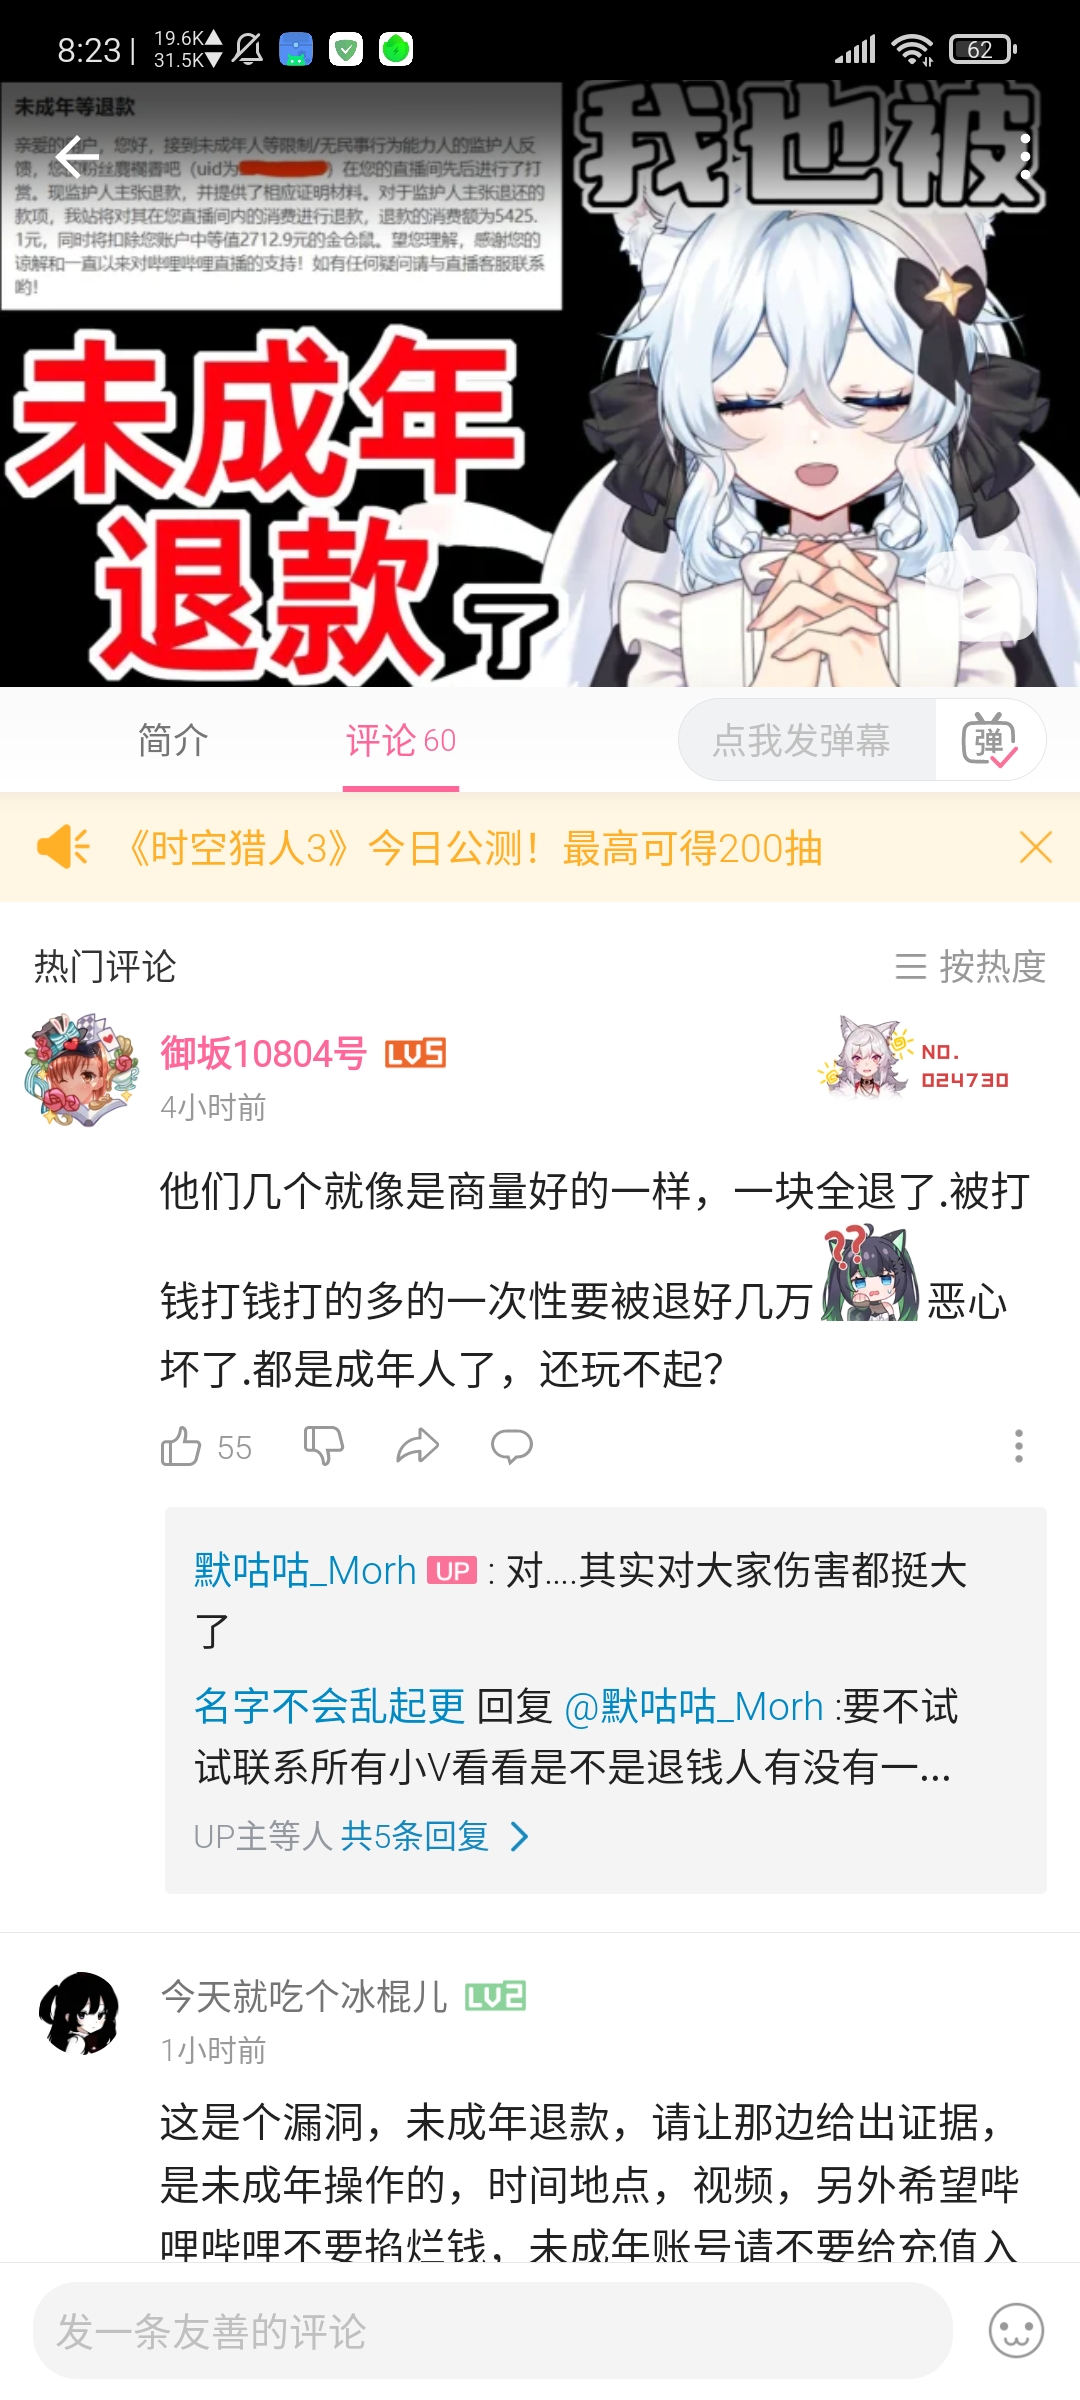 8:23
19.6K
31.5K
62
未成年等退款
亲爱的用户，您好，接到未成年人等限制/无民事行为能力人的监护人反
馈，您的粉丝麂襕香吧（uid为 ）在您的直播间先后进行了打
赏。现监护人主张退款，并提供了相应证明材料。对于监护人主张退还的
款项，我站将对其在您直播间内的消费进行退款，退款的消费额为5425.
1元，同时将扣除您账户中等值2712.9元的金仓鼠。望您理解，感谢您的
谅解和一直以来对哔哩哔哩直播的支持！如有任何疑问请与直播客服联系
哟！
我也被
未成年
退款了
简介
评论 60
点我发弹幕
弹
《时空猎人3》今日公测！最高可得200抽
热门评论
按热度
御坂10804号 LV5
NO.
024730
4小时前
他们几个就像是商量好的一样，一块全退了.被打
钱打钱打的多的一次性要被退好几万 恶心
坏了.都是成年人了，还玩不起？
55
默咕咕_Morh UP : 对....其实对大家伤害都挺大
了
名字不会乱起更 回复 @默咕咕_Morh :要不试
试联系所有小V看看是不是退钱人有没有一...
UP主等人 共5条回复
今天就吃个冰棍儿 LV2
1小时前
这是个漏洞，未成年退款，请让那边给出证据，
是未成年操作的，时间地点，视频，另外希望哔
哩哔哩不要掐烂钱，未成年账号请不要给充值入
发一条友善的评论